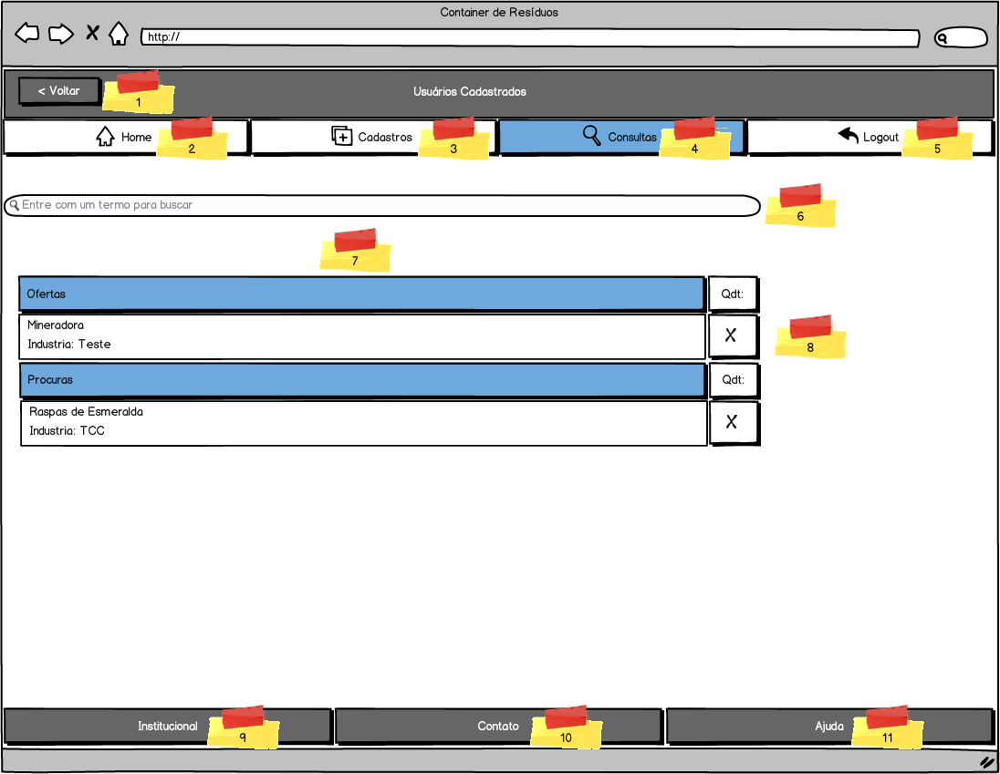 Container de Resíduos
http://
< Voltar
1
Usuários Cadastrados
Home
2
Cadastros
3
Consultas
4
Logout
5
Entre com um termo para buscar
6
7
Ofertas
Qdt:
Mineradora
Industria: Teste
X
8
Procuras
Qdt:
Raspas de Esmeralda
Industria: TCC
X
Institucional
9
Contato
10
Ajuda
11